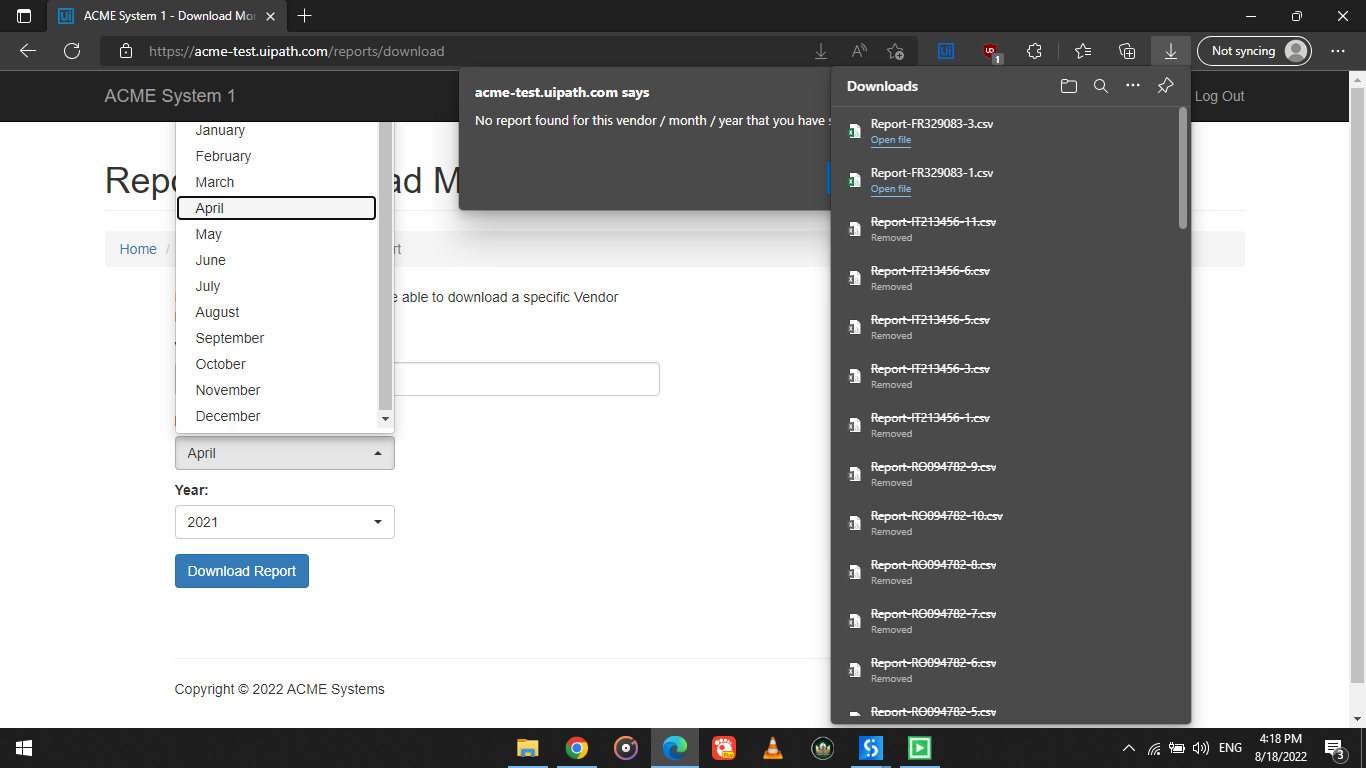 ACME System 1 - Download Mor
https://acme-test.uipath.com/reports/download
1
Not syncing
ACME System 1
Log Out
acme-test.uipath.com says
No report found for this vendor / month / year that you have s
Downloads
Report-FR329083-3.csv
Open file
Report-FR329083-1.csv
Open file
Report-IT213456-11.csv
Removed
Report-IT213456-6.csv
Removed
Report-IT213456-5.csv
Removed
Report-IT213456-3.csv
Removed
Report-IT213456-1.csv
Removed
Report-RO094782-9.csv
Removed
Report-RO094782-10.csv
Removed
Report-RO094782-8.csv
Removed
Report-RO094782-7.csv
Removed
Report-RO094782-6.csv
Removed
Report-RO094782-5.csv
January
February
March
April
May
June
July
August
September
October
November
December
Repo ad M
Home / rt
e able to download a specific Vendor
April
Year:
2021
Download Report
Copyright © 2022 ACME Systems
ENG
4:18 PM
8/18/2022
3